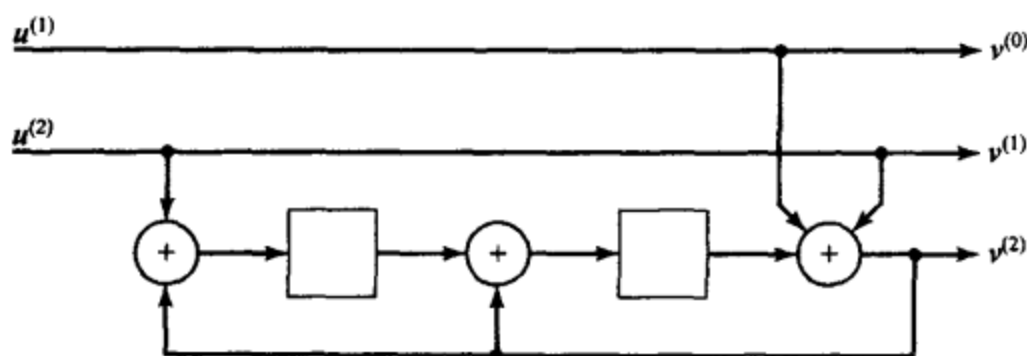 u(1)
v(0)
u(2)
v(1)
+
+
+
v(2)